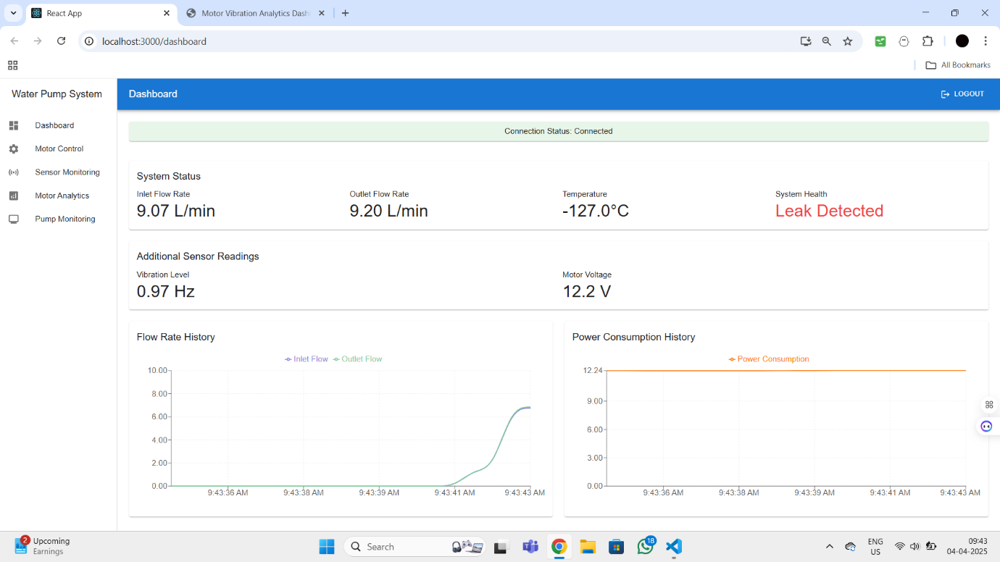 React App
Motor Vibration Analytics Dash
localhost:3000/dashboard
All Bookmarks
Water Pump System
Dashboard
LOGOUT
Dashboard
Motor Control
Sensor Monitoring
Motor Analytics
Pump Monitoring
Connection Status: Connected
System Status
Inlet Flow Rate
Outlet Flow Rate
Temperature
System Health
9.07 L/min
9.20 L/min
-127.0°C
Leak Detected
Additional Sensor Readings
Vibration Level
Motor Voltage
0.97 Hz
12.2 V
Flow Rate History
Inlet Flow
Outlet Flow
10.00
8.00
6.00
4.00
2.00
0.00
9:43:36 AM
9:43:38 AM
9:43:39 AM
9:43:41 AM
9:43:43 AM
Power Consumption History
Power Consumption
12.24
9.00
6.00
3.00
0.00
9:43:36 AM
9:43:38 AM
9:43:39 AM
9:43:41 AM
9:43:43 AM
2
Upcoming
Earnings
Search
18
ENG
US
09:43
04-04-2025